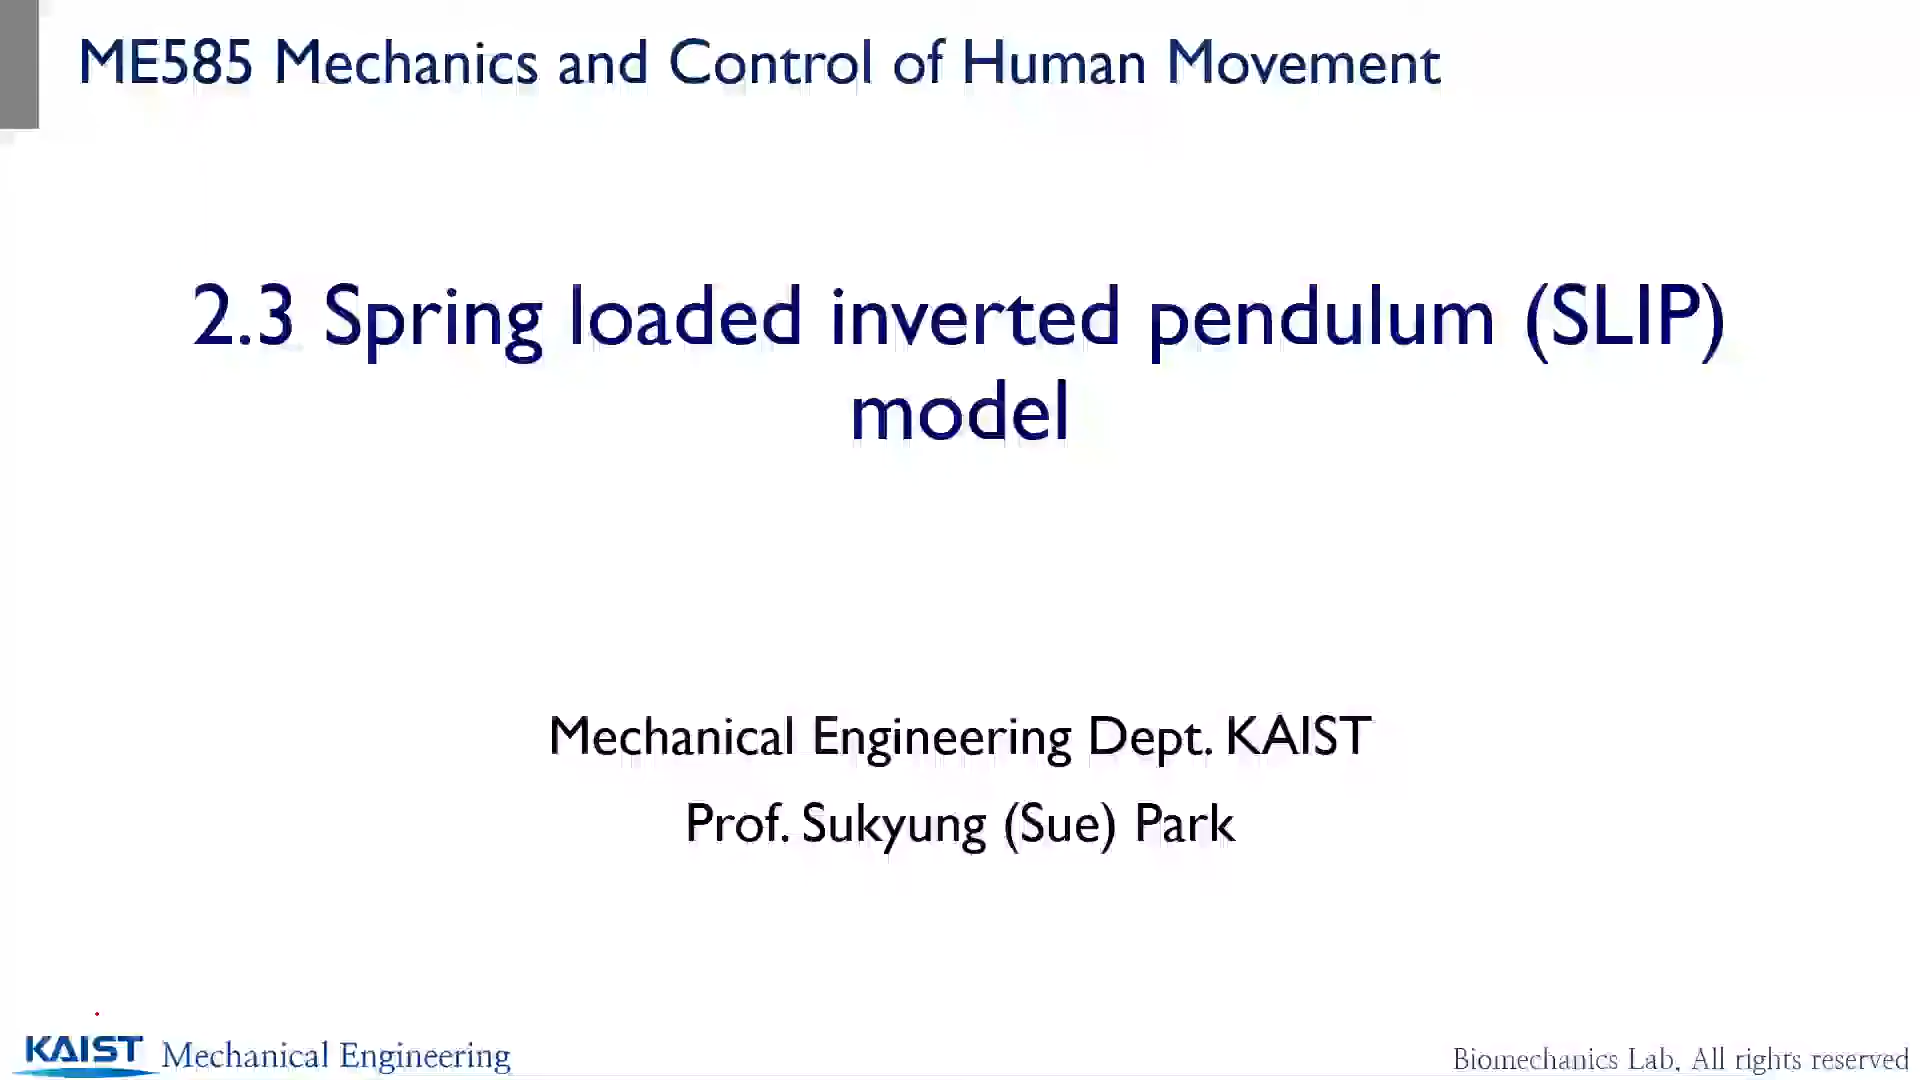 ME585 Mechanics and Control of Human Movement
2.3 Spring loaded inverted pendulum (SLIP)
model
Mechanical Engineering Dept. KAIST
Prof. Sukyung (Sue) Park
KAIST Mechanical Engineering
Biomechanics Lab, All rights reserved